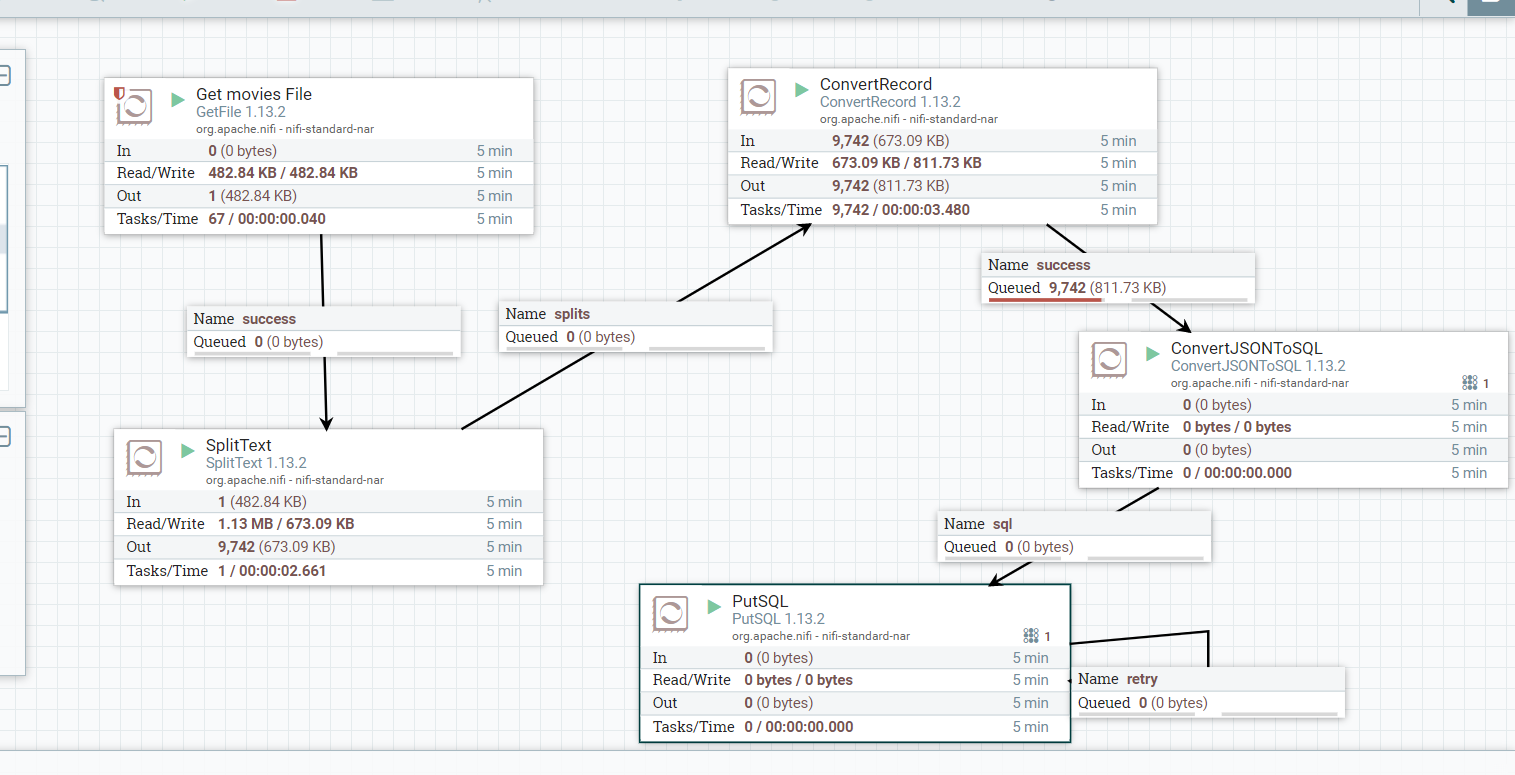 Get movies File
GetFile 1.13.2
org.apache.nifi - nifi-standard-nar
In 0 (0 bytes) 5 min
Read/Write 482.84 KB / 482.84 KB 5 min
Out 1 (482.84 KB) 5 min
Tasks/Time 67 / 00:00:00.040 5 min
Name success
Queued 0 (0 bytes)
SplitText
SplitText 1.13.2
org.apache.nifi - nifi-standard-nar
In 1 (482.84 KB) 5 min
Read/Write 1.13 MB / 673.09 KB 5 min
Out 9,742 (673.09 KB) 5 min
Tasks/Time 1 / 00:00:02.661 5 min
Name splits
Queued 0 (0 bytes)
ConvertRecord
ConvertRecord 1.13.2
org.apache.nifi - nifi-standard-nar
In 9,742 (673.09 KB) 5 min
Read/Write 673.09 KB / 811.73 KB 5 min
Out 9,742 (811.73 KB) 5 min
Tasks/Time 9,742 / 00:00:03.480 5 min
Name success
Queued 9,742 (811.73 KB)
ConvertJSONToSQL
ConvertJSONToSQL 1.13.2
org.apache.nifi - nifi-standard-nar
1
In 0 (0 bytes) 5 min
Read/Write 0 bytes / 0 bytes 5 min
Out 0 (0 bytes) 5 min
Tasks/Time 0 / 00:00:00.000 5 min
Name sql
Queued 0 (0 bytes)
PutSQL
PutSQL 1.13.2
org.apache.nifi - nifi-standard-nar
1
In 0 (0 bytes) 5 min
Read/Write 0 bytes / 0 bytes 5 min
Out 0 (0 bytes) 5 min
Tasks/Time 0 / 00:00:00.000 5 min
Name retry
Queued 0 (0 bytes)